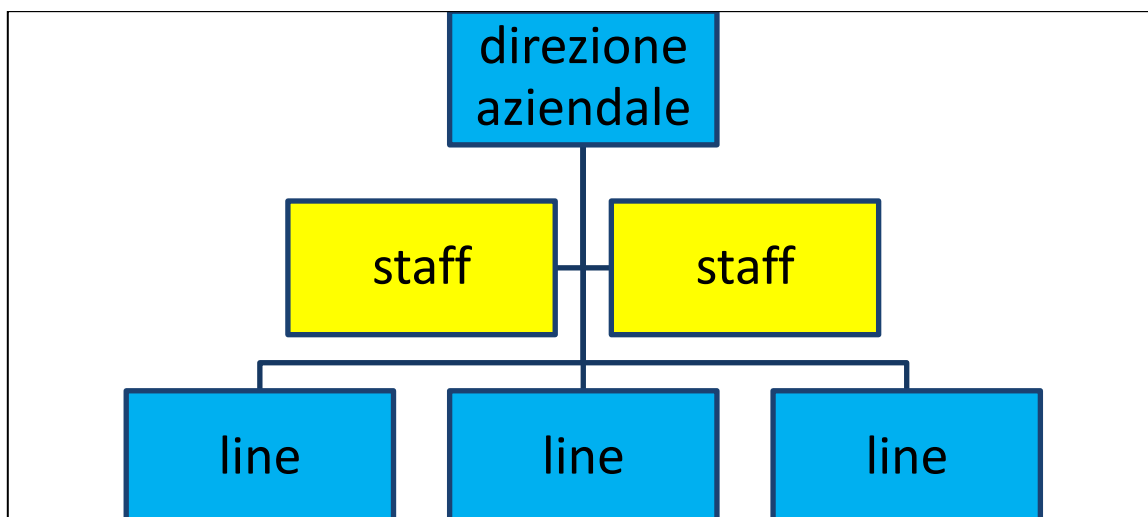 direzione
aziendale
staff
staff
line
line
line